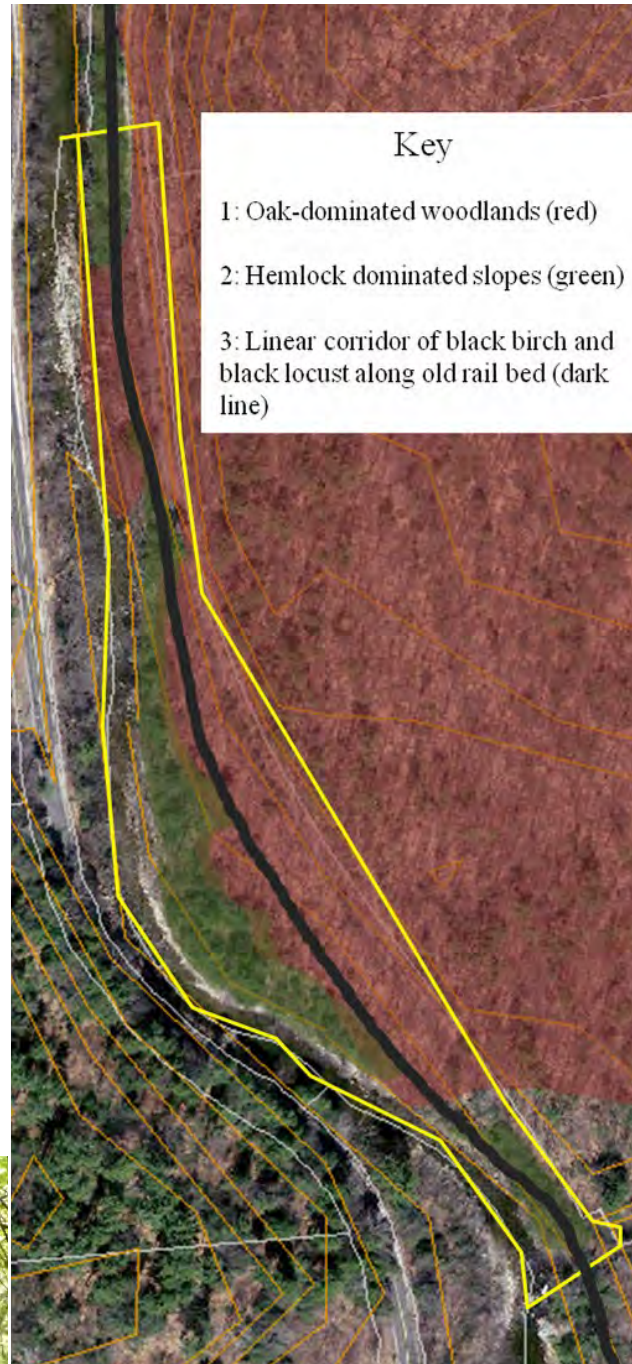 Key
1: Oak-dominated woodlands (red)
2: Hemlock dominated slopes (green)
3: Linear corridor of black birch and
black locust along old rail bed (dark
line)